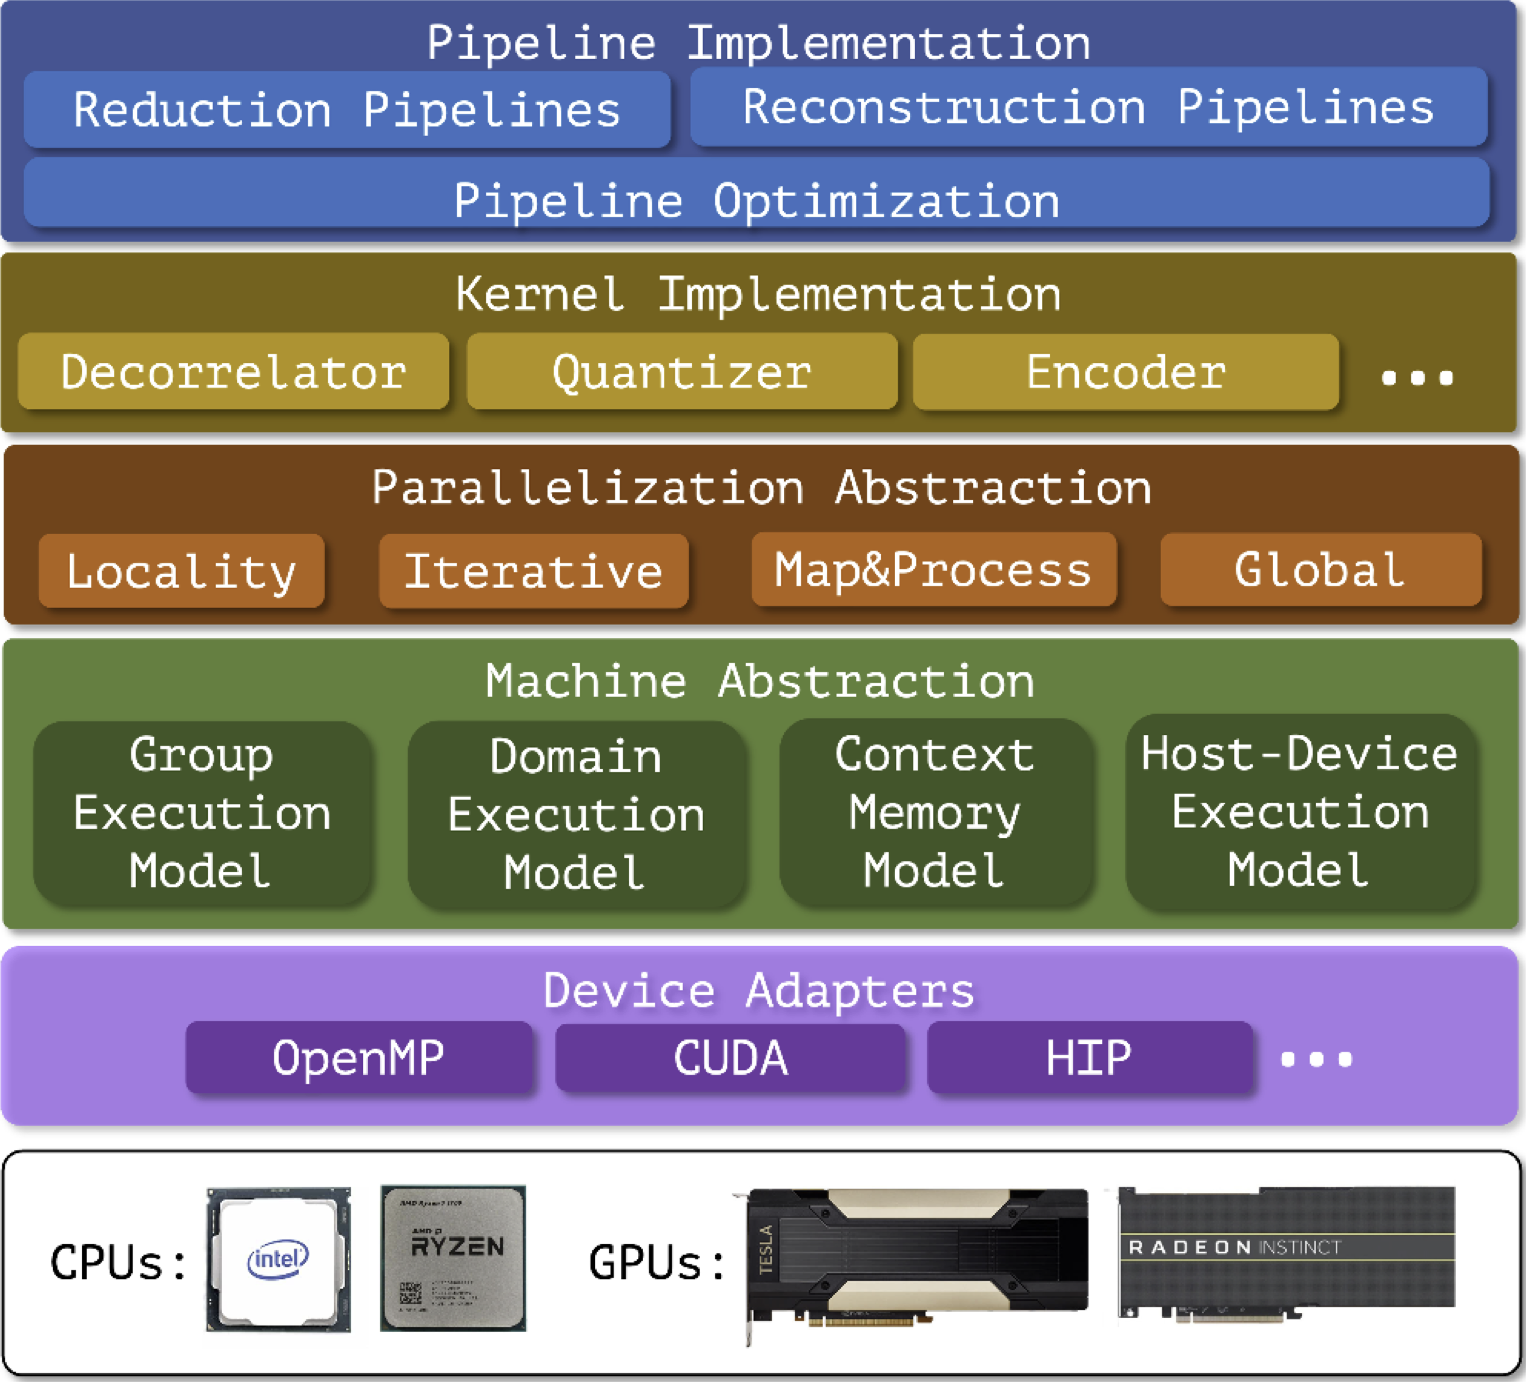 Pipeline Implementation
Reduction Pipelines
Reconstruction Pipelines
Pipeline Optimization
Kernel Implementation
Decorrelator
Quantizer
Encoder
...
Parallelization Abstraction
Locality
Iterative
Map&Process
Global
Machine Abstraction
Group
Execution
Model
Domain
Execution
Model
Context
Memory
Model
Host-Device
Execution
Model
Device Adapters
OpenMP
CUDA
HIP
...
CPUs:
intel
AMD
RYZEN
GPUs:
TESLA
RADEON INSTINCT